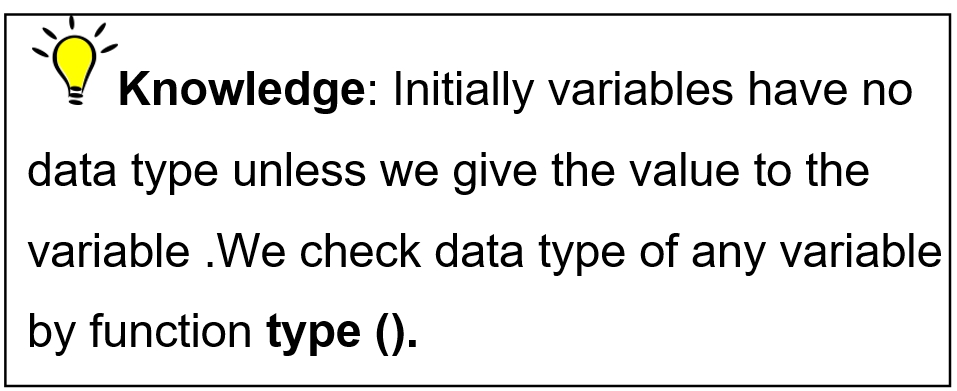 Knowledge: Initially variables have no
data type unless we give the value to the
variable .We check data type of any variable
by function type ().